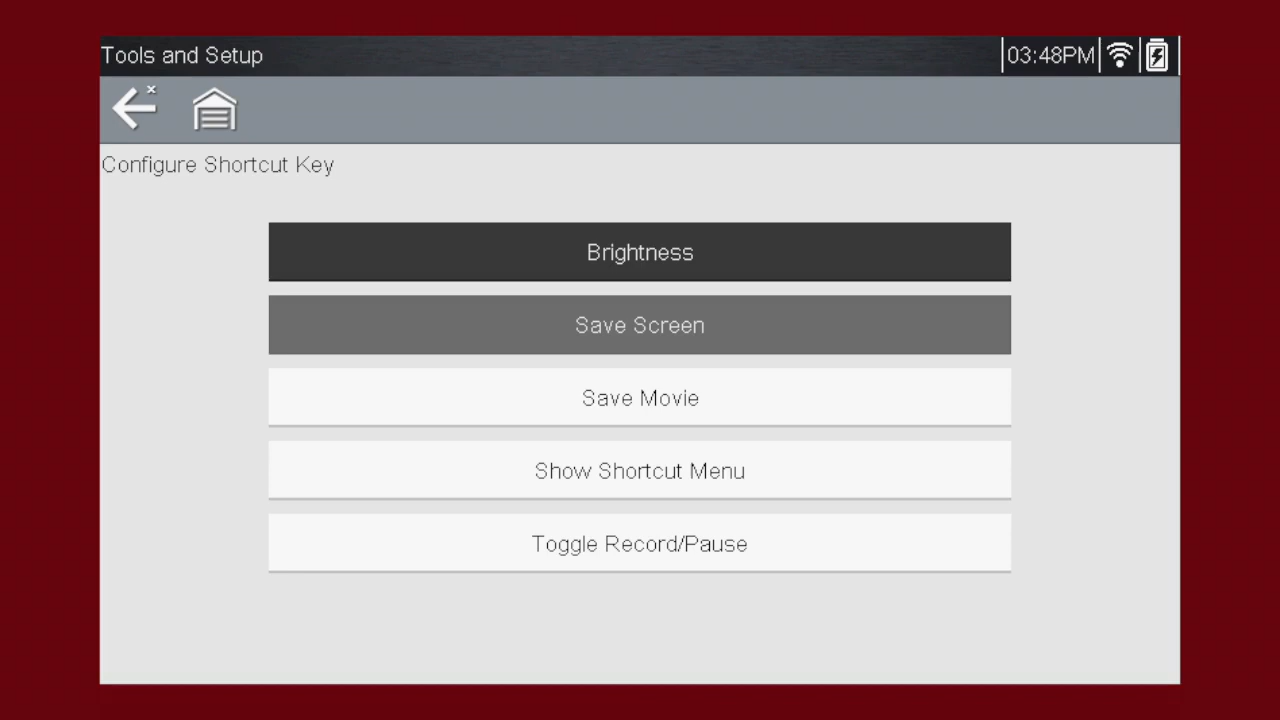 Tools and Setup
03:48PM
Configure Shortcut Key
Brightness
Save Screen
Save Movie
Show Shortcut Menu
Toggle Record/Pause